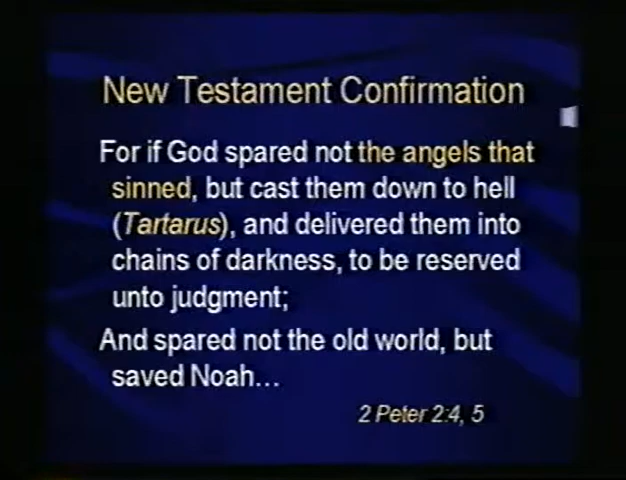 New Testament Confirmation
For if God spared not the angels that
sinned, but cast them down to hell
(Tartarus), and delivered them into
chains of darkness, to be reserved
unto judgment;
And spared not the old world, but
saved Noah...
2 Peter 2:4, 5